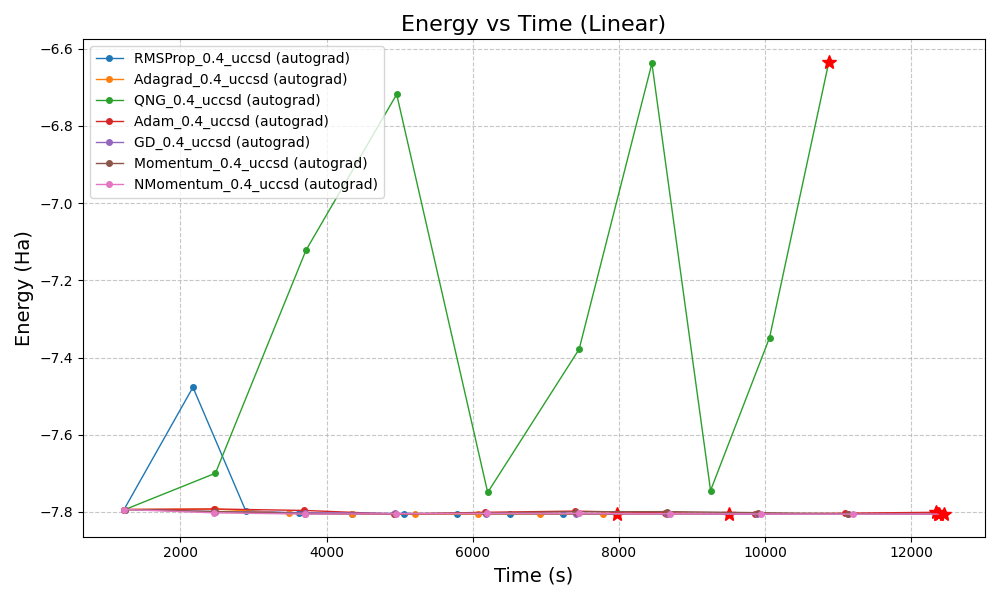 Energy vs Time (Linear)
RMSProp_0.4_uccsd (autograd)
Adagrad_0.4_uccsd (autograd)
QNG_0.4_uccsd (autograd)
Adam_0.4_uccsd (autograd)
GD_0.4_uccsd (autograd)
Momentum_0.4_uccsd (autograd)
NMomentum_0.4_uccsd (autograd)
Energy (Ha)
−6.6
−6.8
−7.0
−7.2
−7.4
−7.6
−7.8
2000 4000 6000 8000 10000 12000
Time (s)